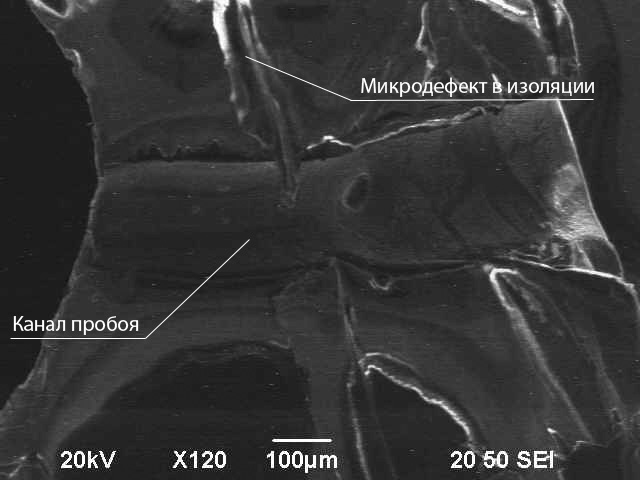 Микродефект в изоляции
Канал пробоя
20kV X120 100μm 20 50 SEI